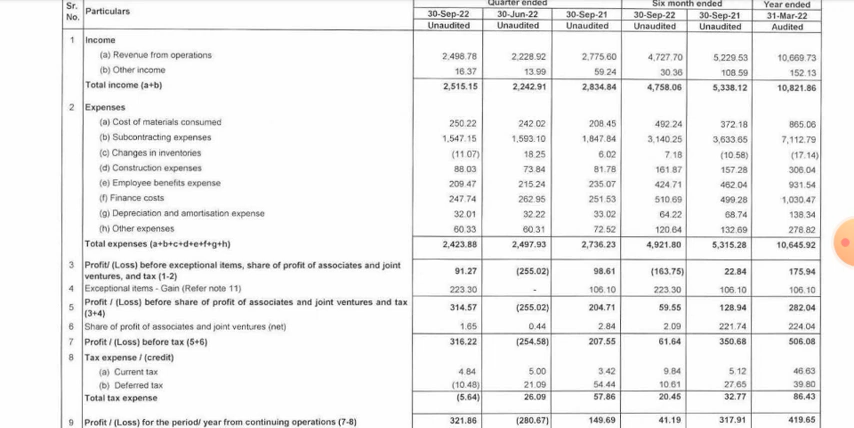 Sr. No. Particulars Quarter ended Six month ended Year ended
30-Sep-22 30-Jun-22 30-Sep-21 30-Sep-22 30-Sep-21 31-Mar-22
Unaudited Unaudited Unaudited Unaudited Unaudited Audited
1 Income
(a) Revenue from operations 2,498.78 2,228.92 2,775.60 4,727.70 5,229.53 10,669.73
(b) Other income 16.37 13.99 59.24 30.36 108.59 152.13
Total income (a+b) 2,515.15 2,242.91 2,834.84 4,758.06 5,338.12 10,821.86
2 Expenses
(a) Cost of materials consumed 250.22 242.02 208.45 492.24 372.18 865.06
(b) Subcontracting expenses 1,547.15 1,593.10 1,847.84 3,140.25 3,633.65 7,112.79
(c) Changes in inventories (11.07) 18.25 6.02 7.18 (10.58) (17.14)
(d) Construction expenses 88.03 73.84 81.78 161.87 157.28 306.04
(e) Employee benefits expense 209.47 215.24 235.07 424.71 462.04 931.54
(f) Finance costs 247.74 262.95 251.53 510.69 499.28 1,030.47
(g) Depreciation and amortisation expense 32.01 32.22 33.02 64.22 68.74 138.34
(h) Other expenses 60.33 60.31 72.52 120.64 132.69 278.82
Total expenses (a+b+c+d+e+f+g+h) 2,423.88 2,497.93 2,736.23 4,921.80 5,315.28 10,645.92
3 Profit/ (Loss) before exceptional items, share of profit of associates and joint
ventures, and tax (1-2) 91.27 (255.02) 98.61 (163.75) 22.84 175.94
4 Exceptional items - Gain (Refer note 11) 223.30 - 106.10 223.30 106.10 106.10
5 Profit / (Loss) before share of profit of associates and joint ventures and tax
(3+4) 314.57 (255.02) 204.71 59.55 128.94 282.04
6 Share of profit of associates and joint ventures (net) 1.65 0.44 2.84 2.09 221.74 224.04
7 Profit / (Loss) before tax (5+6) 316.22 (254.58) 207.55 61.64 350.68 506.08
8 Tax expense / (credit)
(a) Current tax 4.84 5.00 3.42 9.84 5.12 46.63
(b) Deferred tax (10.48) 21.09 54.44 10.61 27.65 39.80
Total tax expense (5.64) 26.09 57.86 20.45 32.77 86.43
9 Profit / (Loss) for the period/ year from continuing operations (7-8) 321.86 (280.67) 149.69 41.19 317.91 419.65